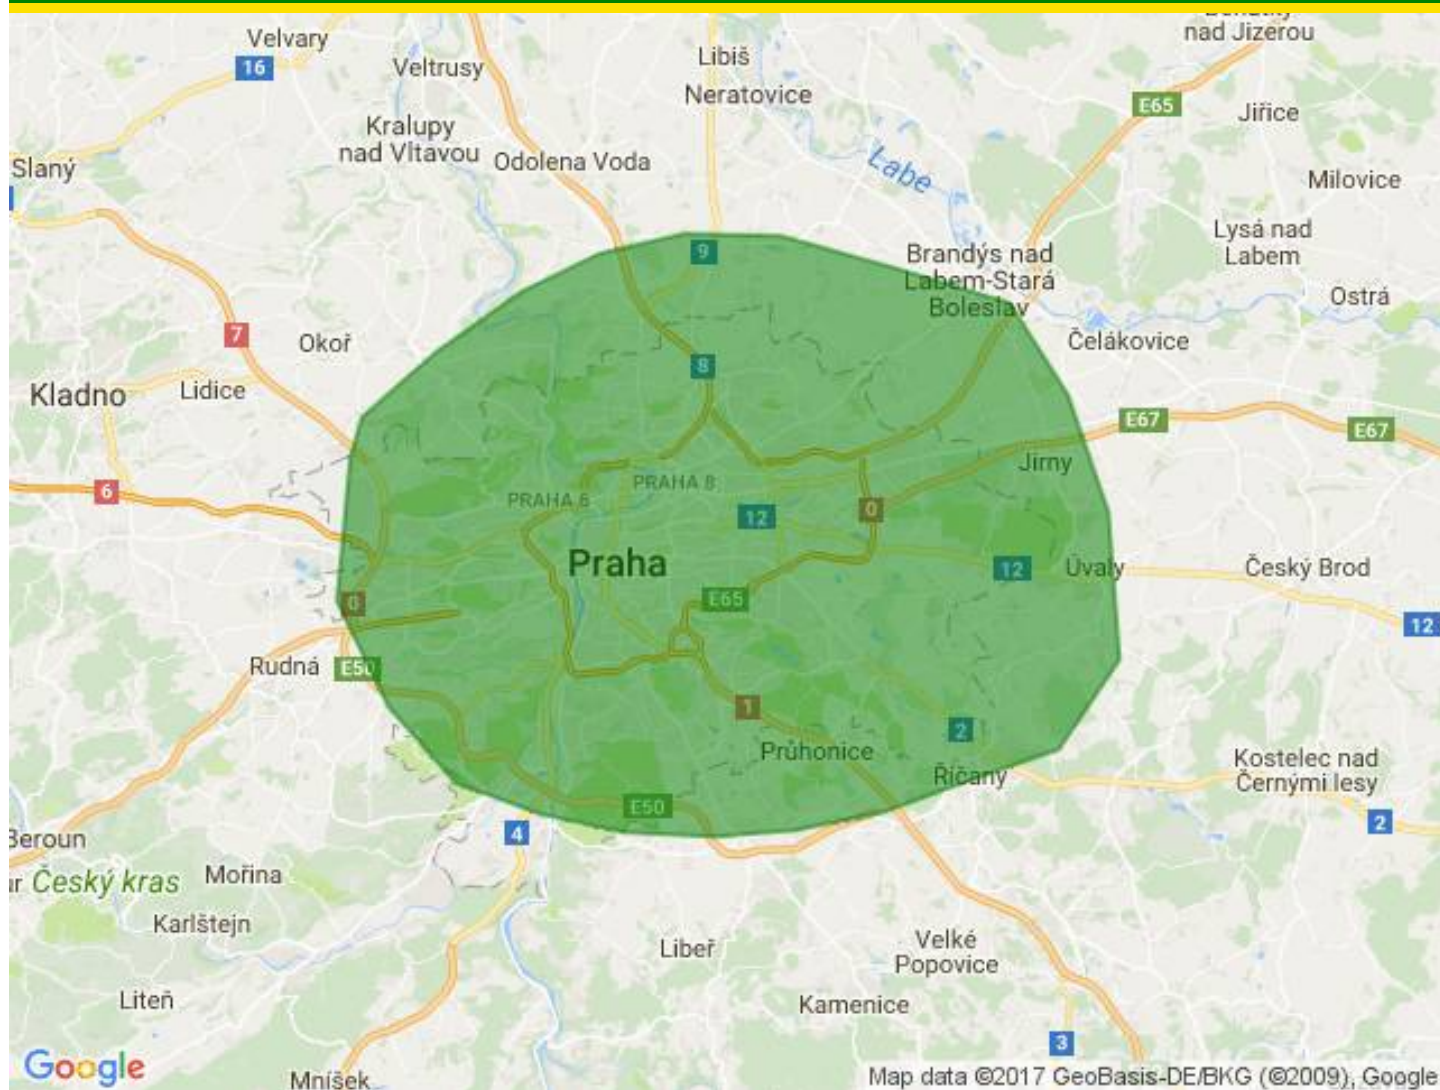 nad Jizerou
Velvary
16
Veltrusy
Libiš
Neratovice
E65
Jiřice
Kralupy
nad Vltavou
Odolena Voda
Labe
Slaný
Milovice
Lysá nad
Labem
9
Brandýs nad
Labem-Stará
Boleslav
Ostrá
7
Okoř
Čelákovice
8
Kladno
Lidice
E67
E67
Jirny
PRAHA 8
PRAHA 6
6
12
0
Praha
12
Úvaly
Český Brod
E65
0
12
Rudná
E50
1
2
Průhonice
Říčany
Kostelec nad
Černými lesy
E50
4
2
Beroun
Český kras
Mořina
Karlštejn
Libeř
Velké
Popovice
Liteň
Kamenice
3
Google
Mníšek
Map data ©2017 GeoBasis-DE/BKG (©2009), Google